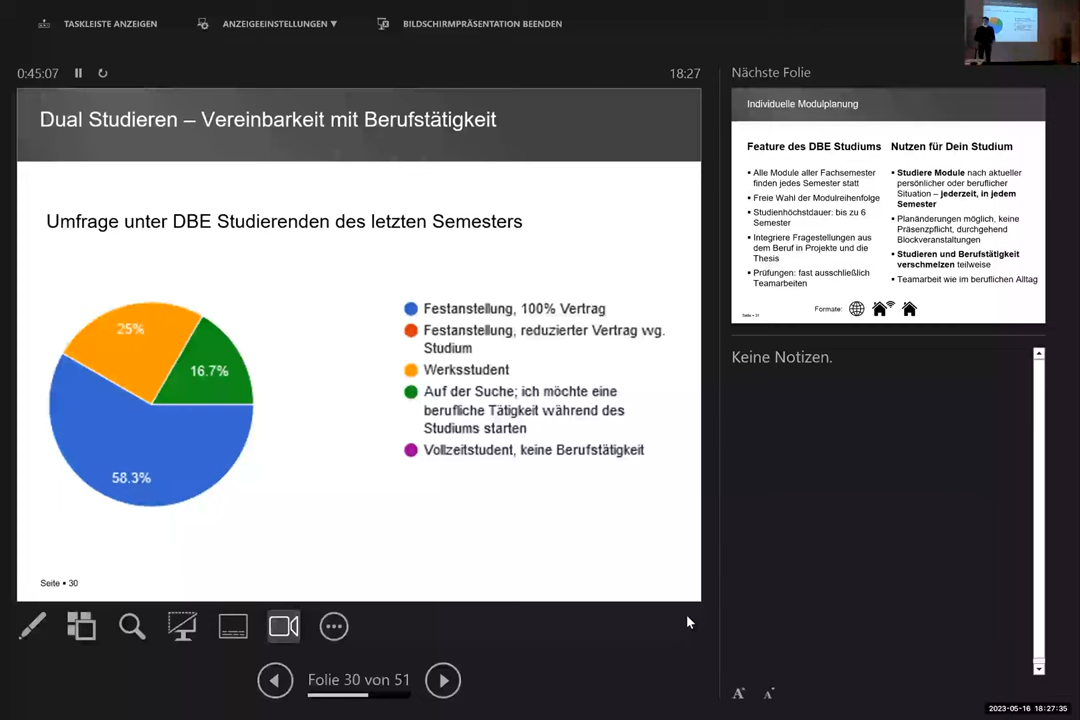 TASKLEISTE ANZEIGEN
ANZEIGEEINSTELLUNGEN ▼
BILDSCHIRMPRÄSENTATION BEENDEN
0:45:07
18:27
Dual Studieren – Vereinbarkeit mit Berufstätigkeit
Umfrage unter DBE Studierenden des letzten Semesters
25%
16.7%
58.3%
Festanstellung, 100% Vertrag
Festanstellung, reduzierter Vertrag wg.
Studium
Werksstudent
Auf der Suche; ich möchte eine
berufliche Tätigkeit während des
Studiums starten
Vollzeitstudent, keine Berufstätigkeit
Seite ▪ 30
Folie 30 von 51
Nächste Folie
Individuelle Modulplanung
Feature des DBE Studiums
▪ Alle Module aller Fachsemester
finden jedes Semester statt
▪ Freie Wahl der Modulreihenfolge
▪ Studienhöchstdauer: bis zu 6
Semester
▪ Integriere Fragestellungen aus
dem Beruf in Projekte und die
Thesis
▪ Prüfungen: fast ausschließlich
Teamarbeiten
Nutzen für Dein Studium
▪ Studiere Module nach aktueller
persönlicher oder beruflicher
Situation – jederzeit, in jedem
Semester
▪ Planänderungen möglich, keine
Präsenzpflicht, durchgehend
Blockveranstaltungen
▪ Studieren und Berufstätigkeit
verschmelzen teilweise
▪ Teamarbeit wie im beruflichen Alltag
Formate:
Seite ▪ 31
Keine Notizen.
A A
2023-05-16 18:27:35